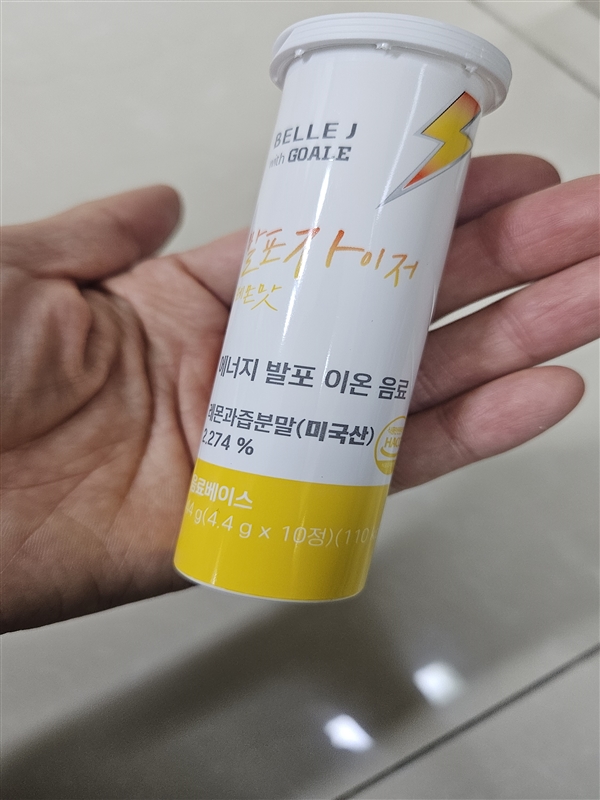 BELLE J
with GOALE
발포가이저
레몬맛
에너지 발포 이온 음료
레몬과즙분말(미국산)
2.274 %
음료베이스
44 g(4.4 g x 10정)(110